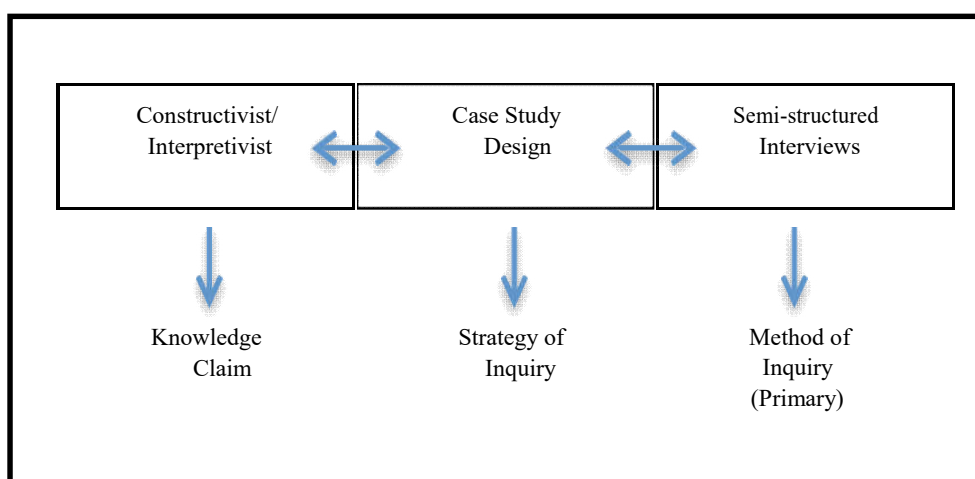 Constructivist/
Interpretivist
Case Study
Design
Semi-structured
Interviews
Knowledge
Claim
Strategy of
Inquiry
Method of
Inquiry
(Primary)